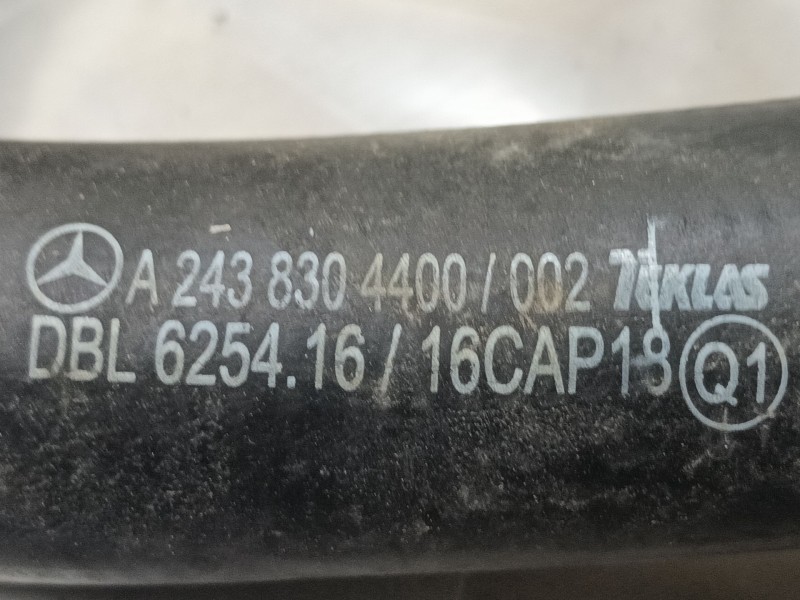 A 243 830 4400 / 002 TEKLAS
DBL 6254.16 / 16CAP18 Q1